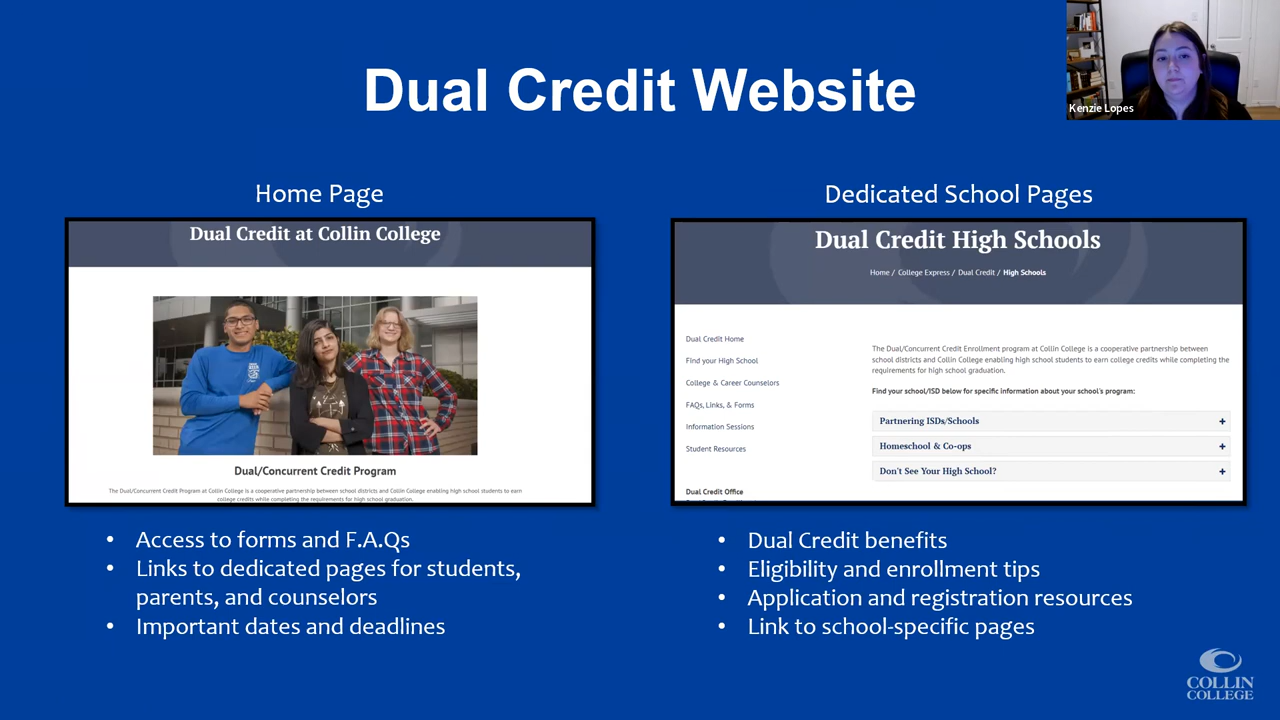 Dual Credit Website
Kenzie Lopes
Home Page
Dual Credit at Collin College
Dual/Concurrent Credit Program
The Dual/Concurrent Credit Program at Collin College is a cooperative partnership between school districts and Collin College enabling high school students to earn
college credits while completing the requirements for high school graduation.
• Access to forms and F.A.Qs
• Links to dedicated pages for students,
parents, and counselors
• Important dates and deadlines
Dedicated School Pages
Dual Credit High Schools
Home / College Express / Dual Credit / High Schools
Dual Credit Home
Find your High School
College & Career Counselors
FAQs, Links, & Forms
Information Sessions
Student Resources
Dual Credit Office
The Dual/Concurrent Credit Enrollment program at Collin College is a cooperative partnership between
school districts and Collin College enabling high school students to earn college credits while completing the
requirements for high school graduation.
Find your school/ISD below for specific information about your school's program:
Partnering ISDs/Schools +
Homeschool & Co-ops +
Don't See Your High School? +
• Dual Credit benefits
• Eligibility and enrollment tips
• Application and registration resources
• Link to school-specific pages
COLLIN
COLLEGE